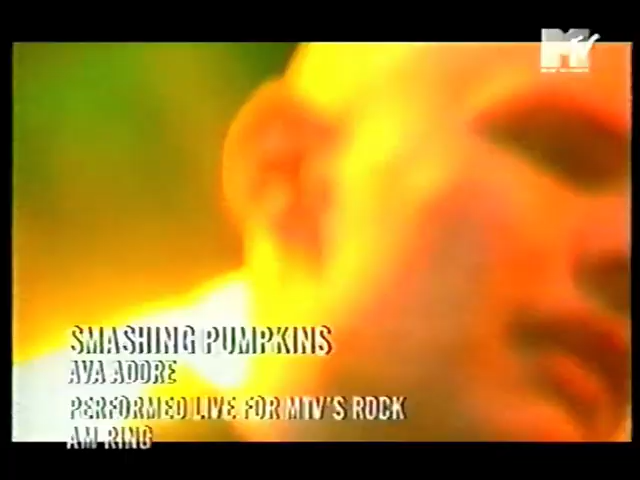 MTV
SMASHING PUMPKINS
AVA ADORE
PERFORMED LIVE FOR MTV'S ROCK
AM RING